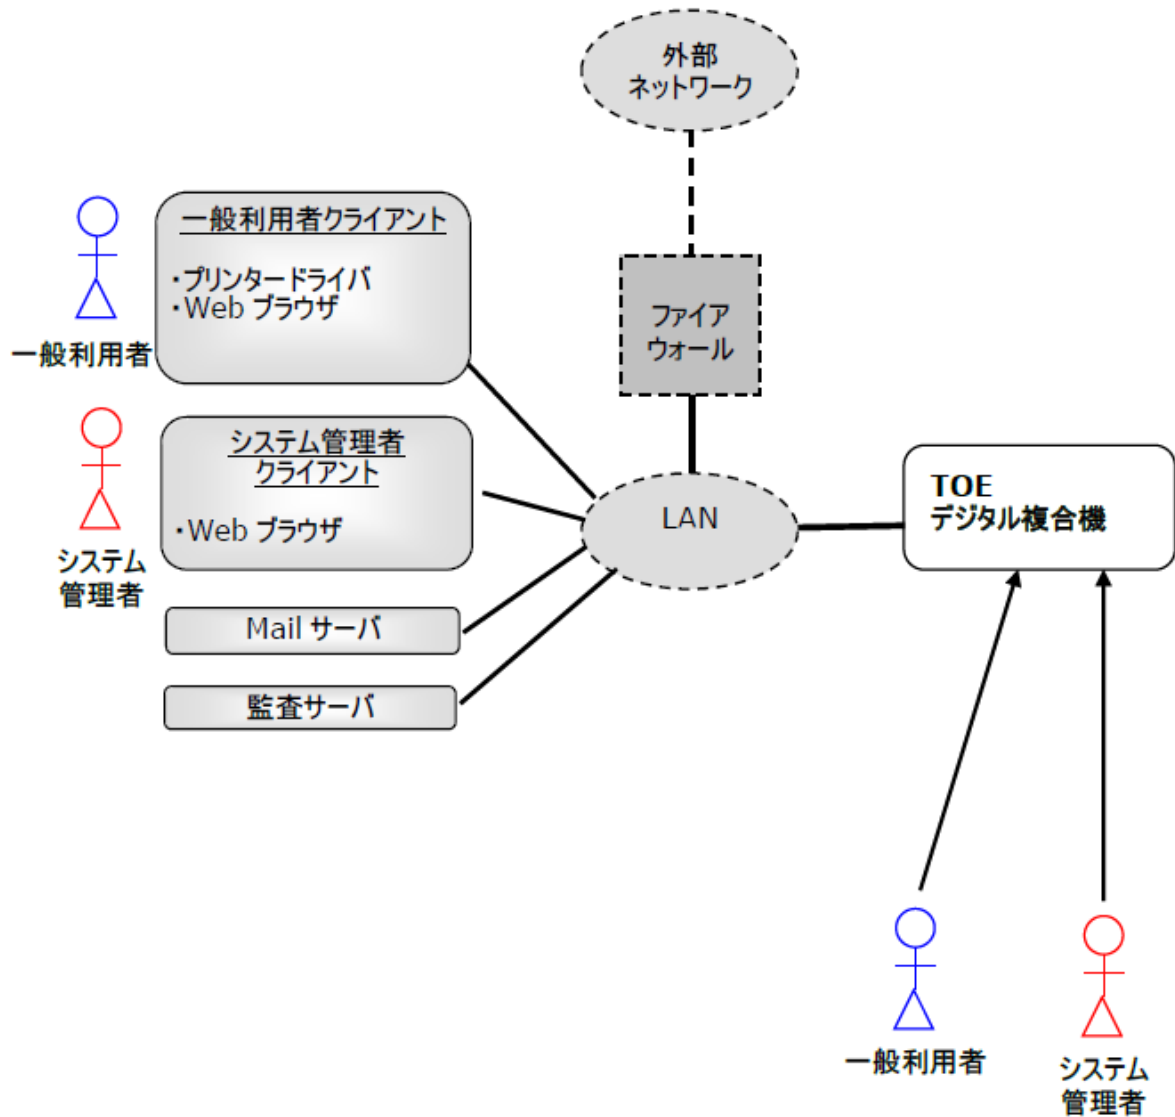 外部
ネットワーク
一般利用者クライアント
・プリンタードライバ
・Web ブラウザ
一般利用者
ファイア
ウォール
システム管理者
クライアント
・Web ブラウザ
システム
管理者
LAN
TOE
デジタル複合機
Mail サーバ
監査サーバ
一般利用者
システム
管理者